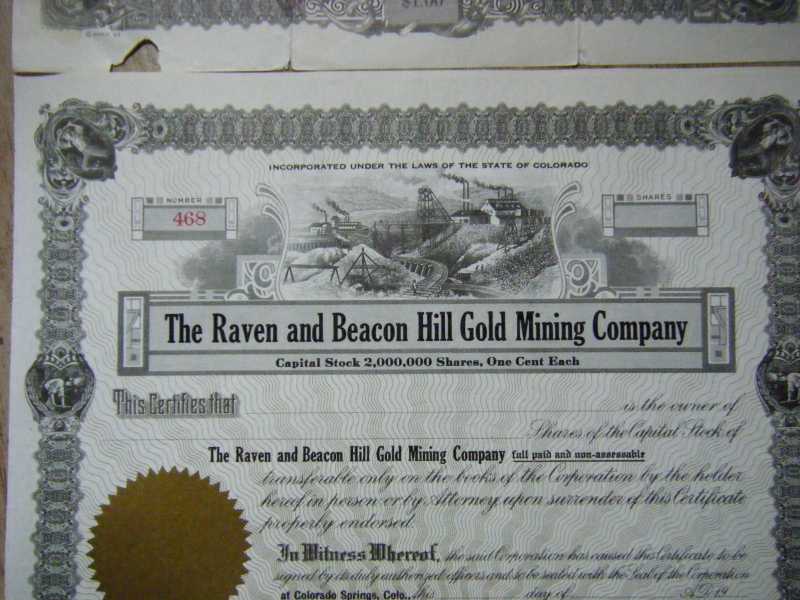 $1.00
INCORPORATED UNDER THE LAWS OF THE STATE OF COLORADO
NUMBER
468
SHARES
The Raven and Beacon Hill Gold Mining Company
Capital Stock 2,000,000 Shares, One Cent Each
This Certifies that is the owner of
Shares of the Capital Stock of
The Raven and Beacon Hill Gold Mining Company full paid and non-assessable
transferable only on the books of the Corporation by the holder
hereof in person or by Attorney upon surrender of this Certificate
properly endorsed.
In Witness Whereof, the said Corporation has caused this Certificate to be
signed by its duly authorized officers and to be sealed with the Seal of the Corporation
at Colorado Springs, Colo., this day of A.D. 19